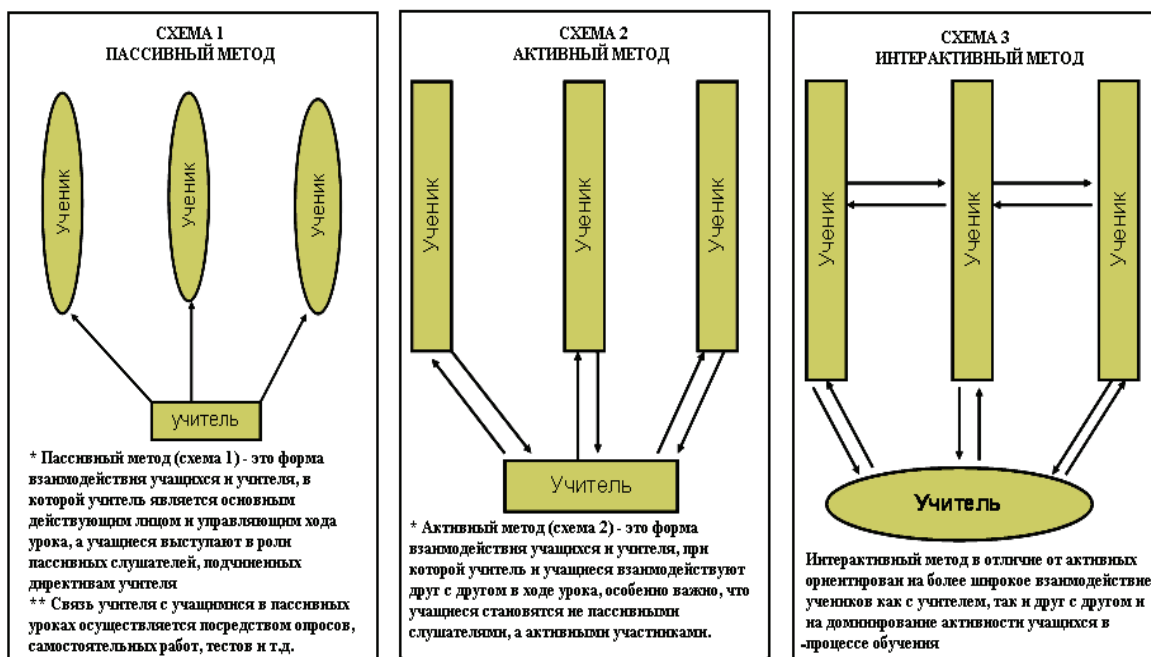 СХЕМА 1
ПАССИВНЫЙ МЕТОД
Ученик
Ученик
Ученик
учитель
* Пассивный метод (схема 1) - это форма
взаимодействия учащихся и учителя, в
которой учитель является основным
действующим лицом и управляющим хода
урока, а учащиеся выступают в роли
пассивных слушателей, подчиненных
директивам учителя
** Связь учителя с учащимися в пассивных
уроках осуществляется посредством опросов,
самостоятельных работ, тестов и т.д.
СХЕМА 2
АКТИВНЫЙ МЕТОД
Ученик
Ученик
Ученик
Учитель
* Активный метод (схема 2) - это форма
взаимодействия учащихся и учителя, при
которой учитель и учащиеся взаимодействуют
друг с другом в ходе урока, особенно важно, что
учащиеся становятся не пассивными
слушателями, а активными участниками.
СХЕМА 3
ИНТЕРАКТИВНЫЙ МЕТОД
Ученик
Ученик
Ученик
Учитель
Интерактивный метод в отличие от активных
ориентирован на более широкое взаимодействие
учеников как с учителем, так и друг с другом и
на доминирование активности учащихся в
-процессе обучения